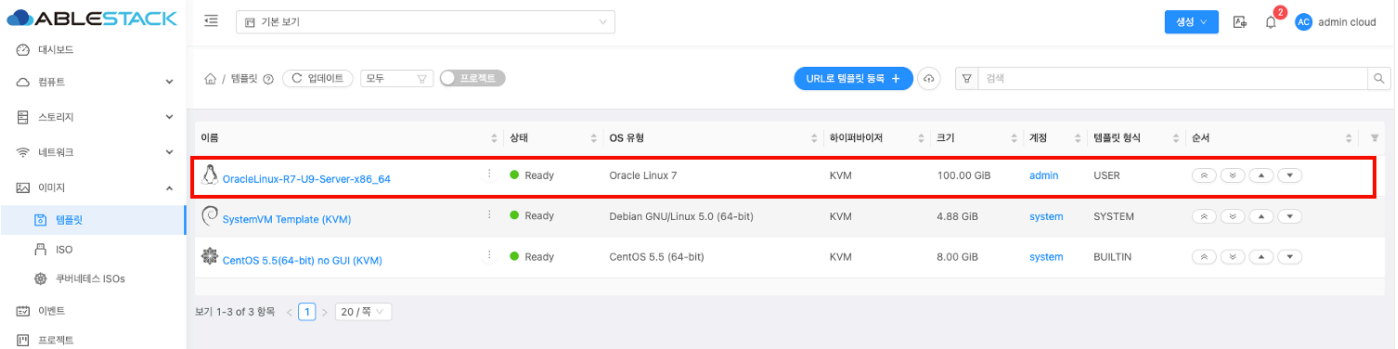 ABLESTACK
기본 보기
생성
2
AC admin cloud
대시보드
컴퓨트
스토리지
네트워크
이미지
템플릿
ISO
쿠버네테스 ISOs
이벤트
프로젝트
/ 템플릿 업데이트 모두 프로젝트
URL로 템플릿 등록 +
검색
이름 상태 OS 유형 하이퍼바이저 크기 계정 템플릿 형식 순서
OracleLinux-R7-U9-Server-x86_64 Ready Oracle Linux 7 KVM 100.00 GiB admin USER
SystemVM Template (KVM) Ready Debian GNU/Linux 5.0 (64-bit) KVM 4.88 GiB system SYSTEM
CentOS 5.5(64-bit) no GUI (KVM) Ready CentOS 5.5 (64-bit) KVM 8.00 GiB system BUILTIN
보기 1-3 of 3 항목 < 1 > 20 / 쪽